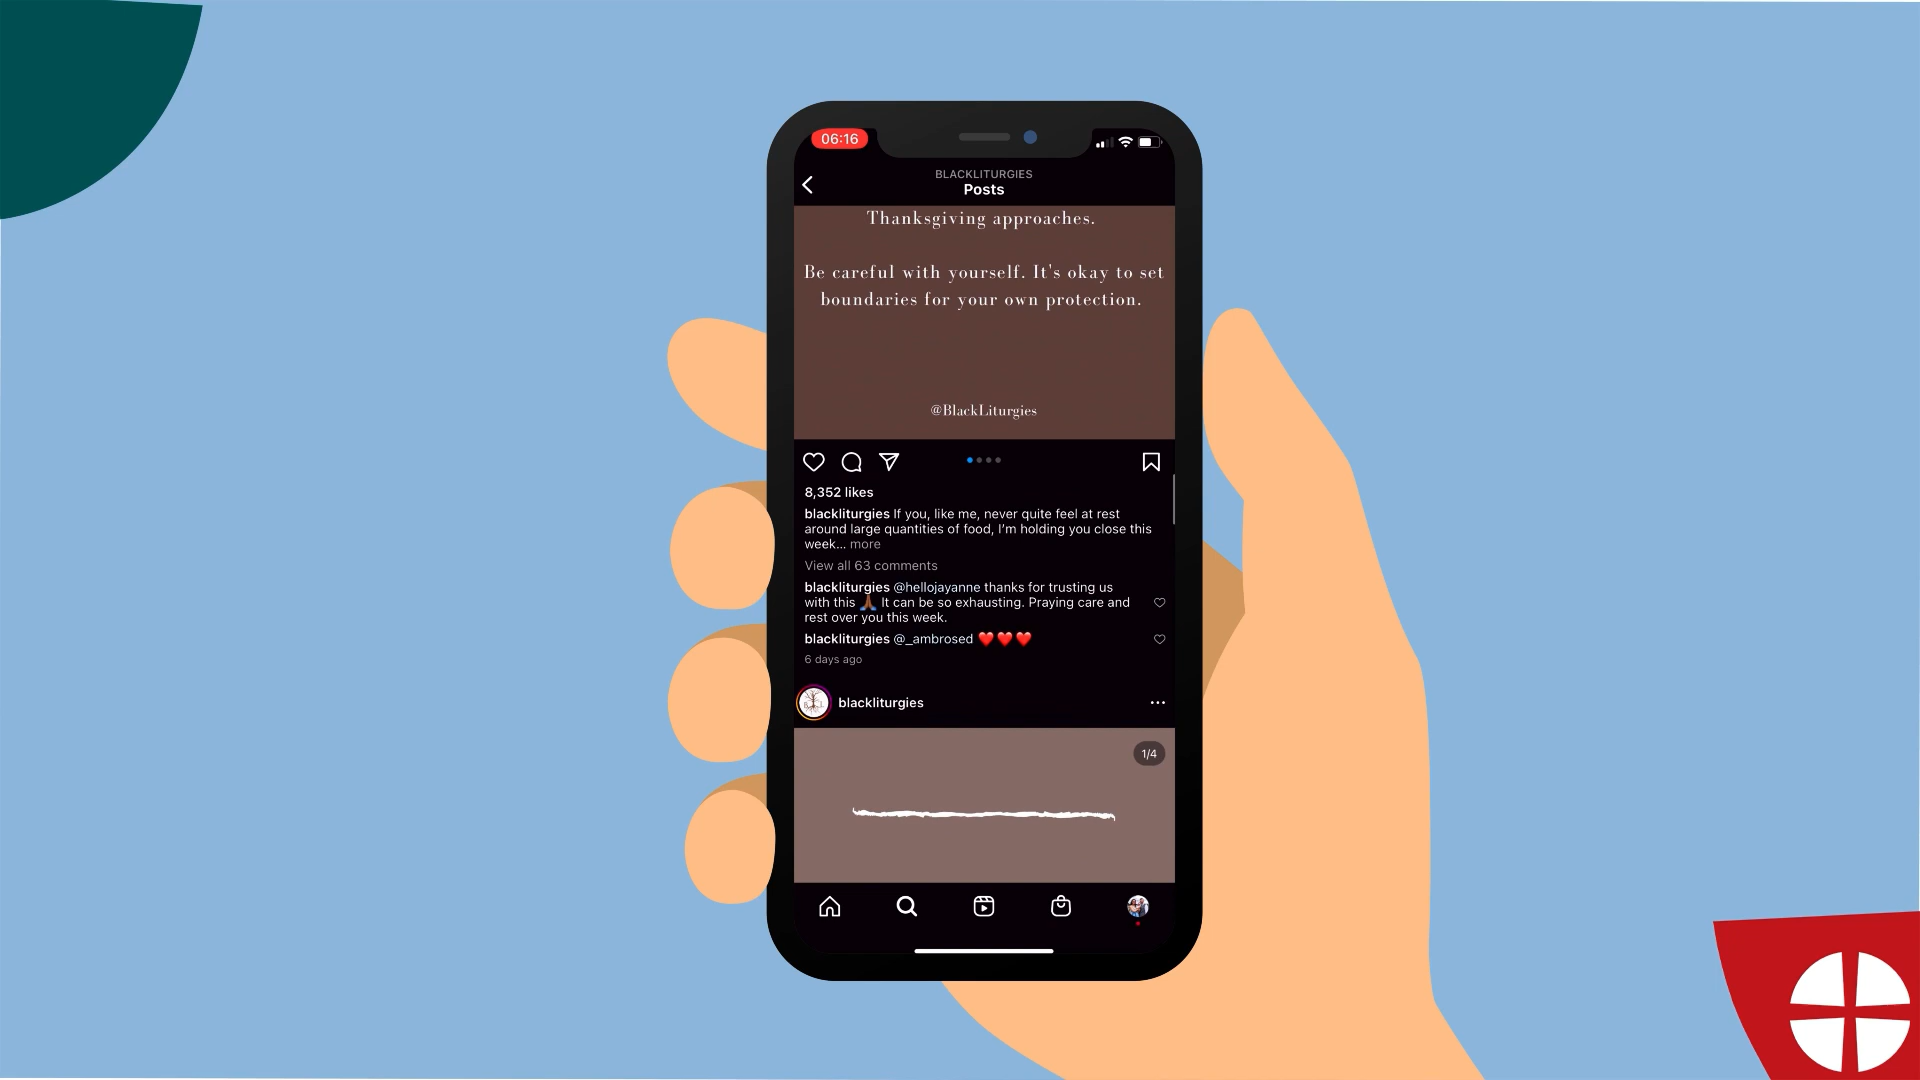 06:16
BLACKLITURGIES
Posts
Thanksgiving approaches.
Be careful with yourself. It's okay to set
boundaries for your own protection.
@BlackLiturgies
8,352 likes
blackliturgies If you, like me, never quite feel at rest
around large quantities of food, I'm holding you close this
week... more
View all 63 comments
blackliturgies @hellojayanne thanks for trusting us
with this 🙏🏾 It can be so exhausting. Praying care and
rest over you this week.
blackliturgies @_ambrosed ❤️❤️❤️
6 days ago
blackliturgies
1/4